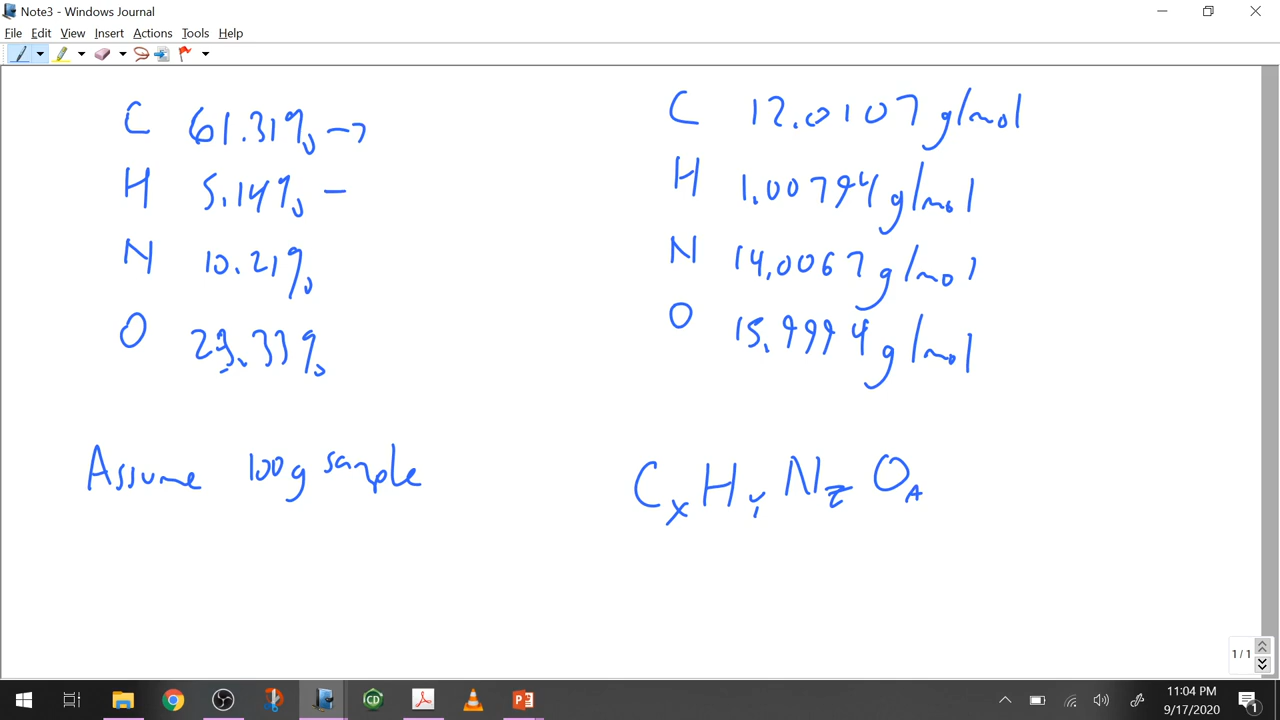 Note3 - Windows Journal
File Edit View Insert Actions Tools Help
C 61.31% →
H 5.14% –
N 10.21%
O 23.33%
C 12.0107 g/mol
H 1.00794 g/mol
N 14.0067 g/mol
O 15.9994 g/mol
Assume 100g sample
CxHyNzOA
1 / 1
11:04 PM
9/17/2020
1